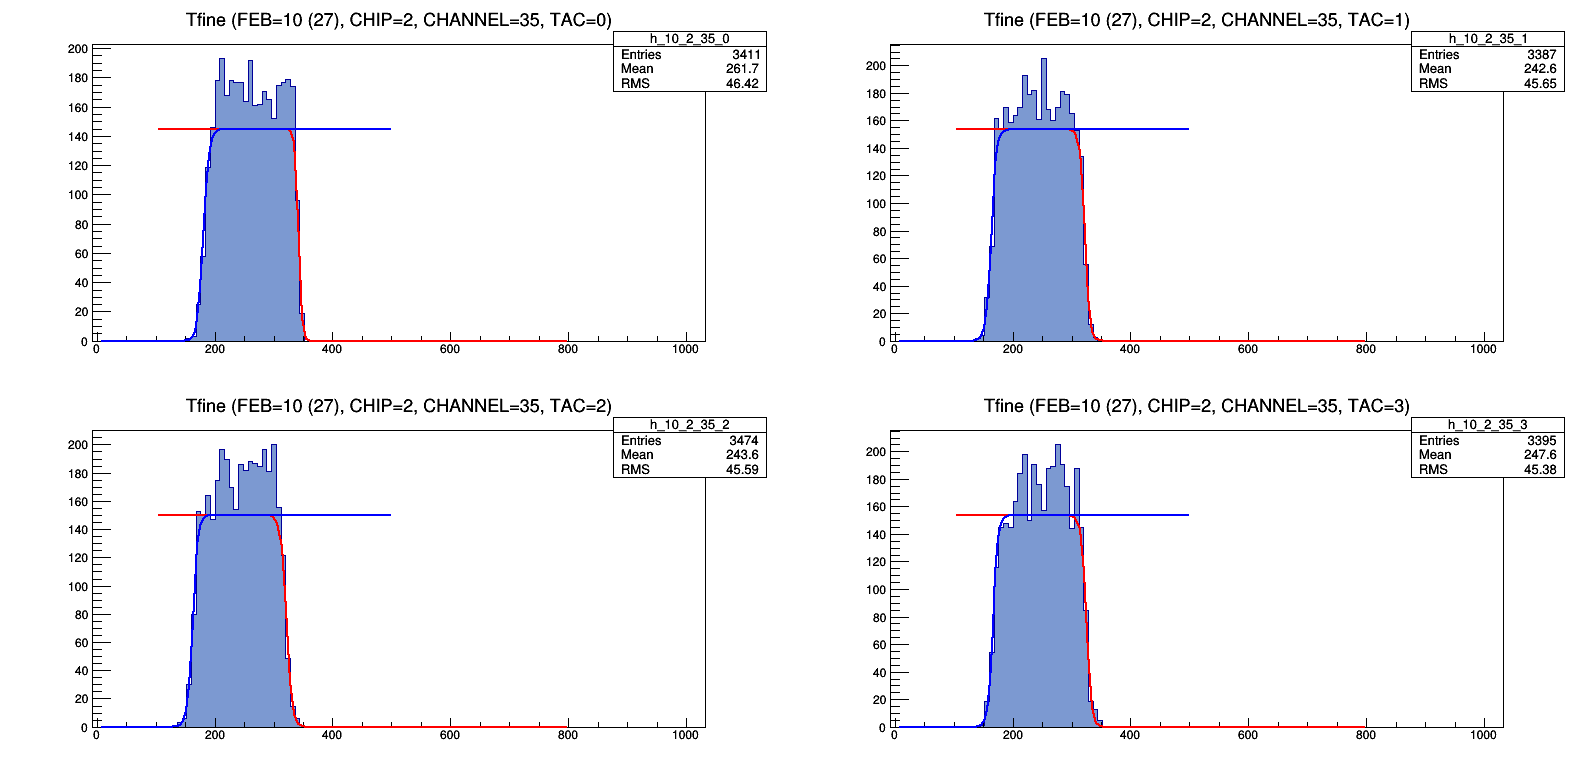 Tfine (FEB=10 (27), CHIP=2, CHANNEL=35, TAC=0)
h_10_2_35_0
Entries 3411
Mean 261.7
RMS 46.42
200
180
160
140
120
100
80
60
40
20
0
0 200 400 600 800 1000
Tfine (FEB=10 (27), CHIP=2, CHANNEL=35, TAC=1)
h_10_2_35_1
Entries 3387
Mean 242.6
RMS 45.65
200
180
160
140
120
100
80
60
40
20
0
0 200 400 600 800 1000
Tfine (FEB=10 (27), CHIP=2, CHANNEL=35, TAC=2)
h_10_2_35_2
Entries 3474
Mean 243.6
RMS 45.59
200
180
160
140
120
100
80
60
40
20
0
0 200 400 600 800 1000
Tfine (FEB=10 (27), CHIP=2, CHANNEL=35, TAC=3)
h_10_2_35_3
Entries 3395
Mean 247.6
RMS 45.38
200
180
160
140
120
100
80
60
40
20
0
0 200 400 600 800 1000